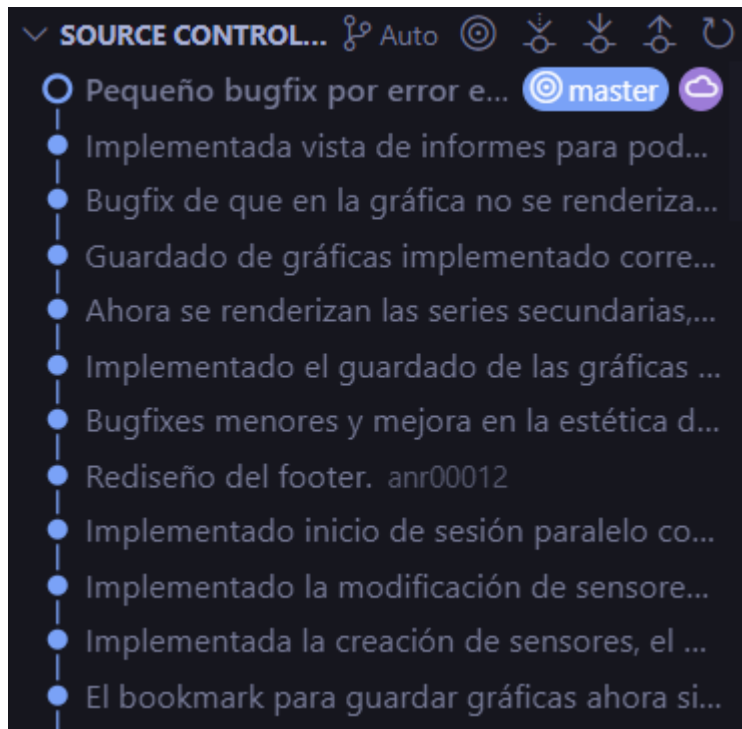 SOURCE CONTROL... Auto
Pequeño bugfix por error e... master
Implementada vista de informes para pod...
Bugfix de que en la gráfica no se renderiza...
Guardado de gráficas implementado corre...
Ahora se renderizan las series secundarias,...
Implementado el guardado de las gráficas ...
Bugfixes menores y mejora en la estética d...
Rediseño del footer. anr00012
Implementado inicio de sesión paralelo co...
Implementado la modificación de sensore...
Implementada la creación de sensores, el ...
El bookmark para guardar gráficas ahora si...